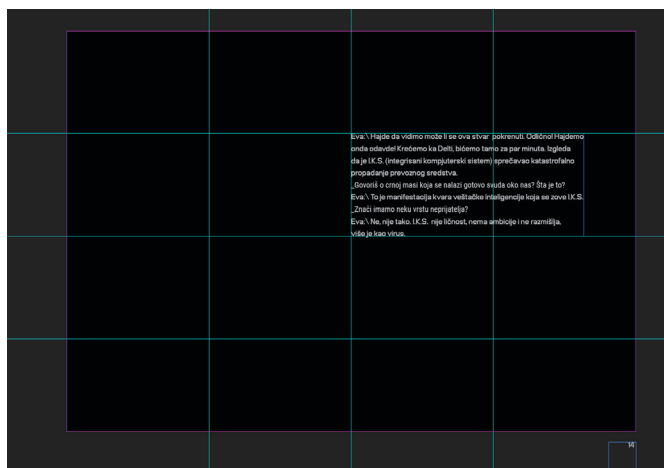 Eva:\ Hajde da vidimo može li se ova stvar pokrenuti. Odlično! Hajdemo
onda odavde! Krećemo ka Delti, bićemo tamo za par minuta. Izgleda
da je I.K.S. (integrisani kompjuterski sistem) sprečavao katastrofalno
propadanje prevoznog sredstva.
_Govoriš o crnoj masi koja se nalazi gotovo svuda oko nas? Šta je to?
Eva:\ To je manifestacija kvara veštačke inteligencije koja se zove I.K.S.
_Znači imamo neku vrstu neprijatelja?
Eva:\ Ne, nije tako. I.K.S. nije ličnost, nema ambicije i ne razmišlja,
više je kao virus.
14